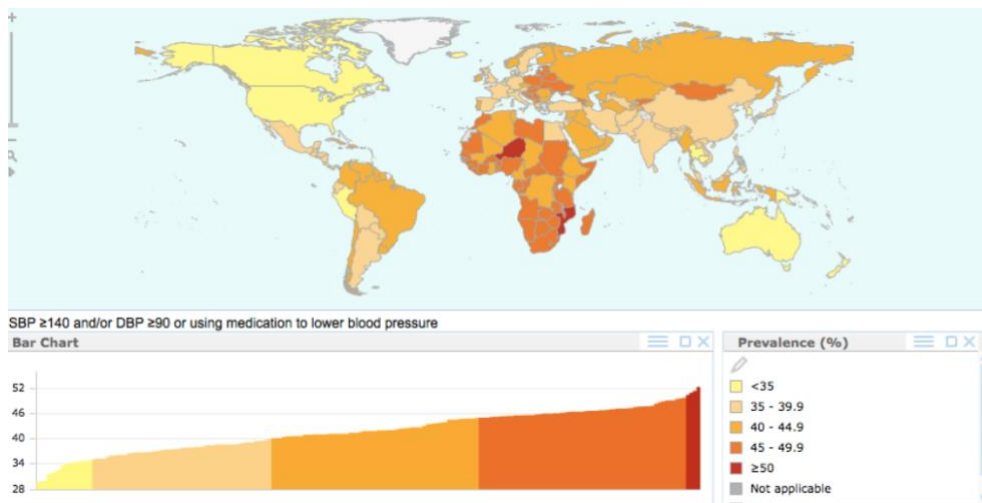 SBP ≥140 and/or DBP ≥90 or using medication to lower blood pressure
Bar Chart
52
46
40
34
28
Prevalence (%)
<35
35 - 39.9
40 - 44.9
45 - 49.9
≥50
Not applicable